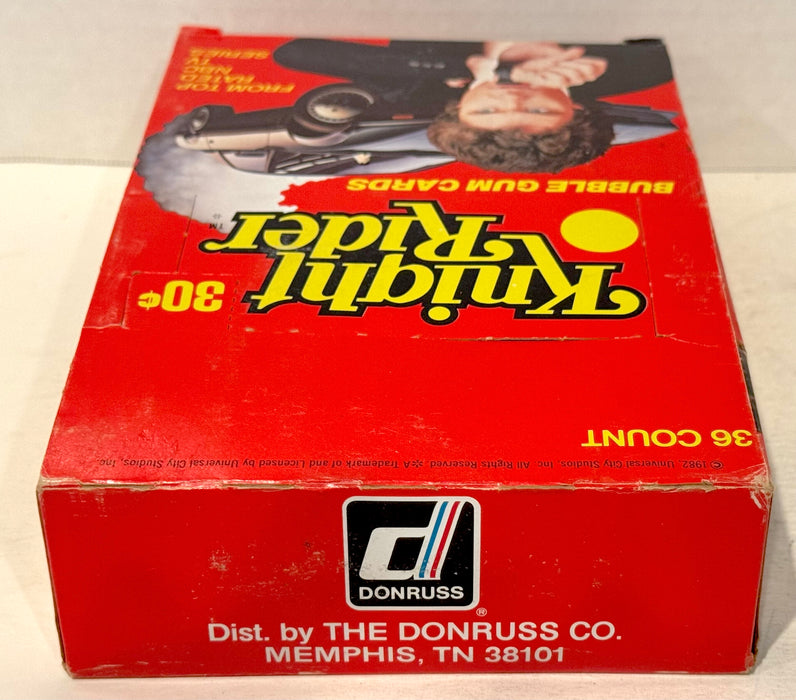 FROM TOP
RATED
NBC
TV
SERIES
BUBBLE GUM CARDS
Knight
Rider
TM
*
30¢
36 COUNT
© 1982 Universal City Studios, Inc. All Rights Reserved. *A Trademark of and Licensed by Universal City Studios, Inc.
d
DONRUSS
®
Dist. by THE DONRUSS CO.
MEMPHIS, TN 38101